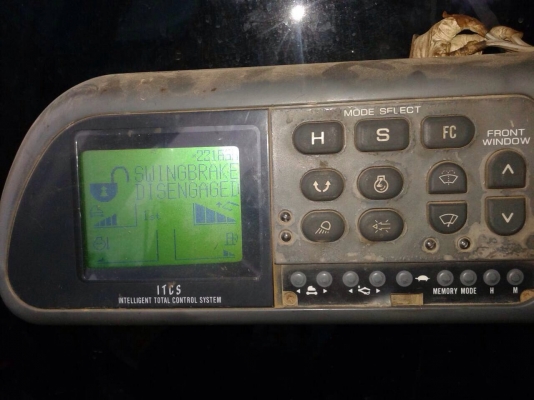 SWINGBRAKE
DISENGAGED
ITCS
INTELLIGENT TOTAL CONTROL SYSTEM
MODE SELECT
H S FC
FRONT
WINDOW
MEMORY MODE H M